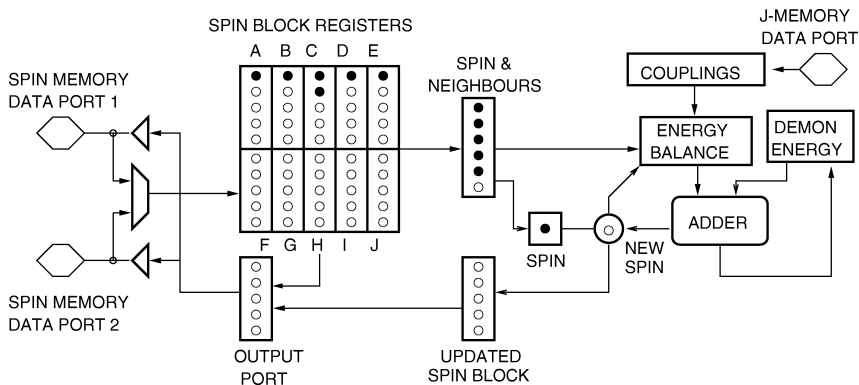 SPIN BLOCK REGISTERS
A B C D E
J-MEMORY
DATA PORT
SPIN MEMORY
DATA PORT 1
SPIN &
NEIGHBOURS
COUPLINGS
ENERGY
BALANCE
DEMON
ENERGY
ADDER
F G H I J
SPIN
NEW
SPIN
SPIN MEMORY
DATA PORT 2
OUTPUT
PORT
UPDATED
SPIN BLOCK